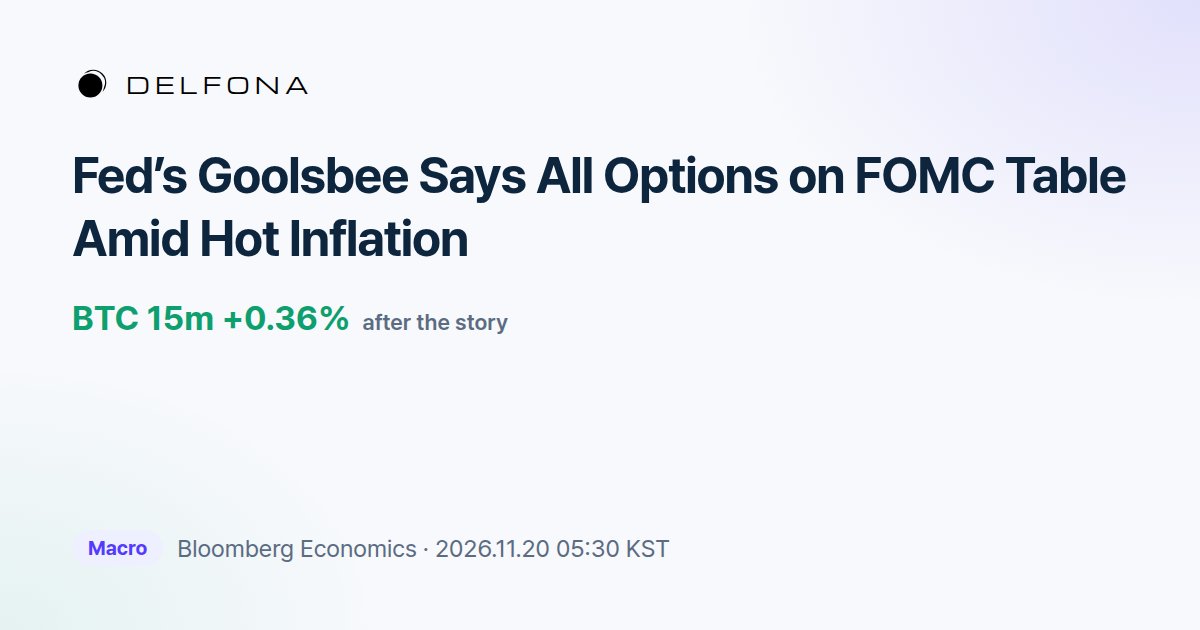 DELFONA
Fed’s Goolsbee Says All Options on FOMC Table
Amid Hot Inflation
BTC 15m +0.36% after the story
Macro Bloomberg Economics · 2026.11.20 05:30 KST